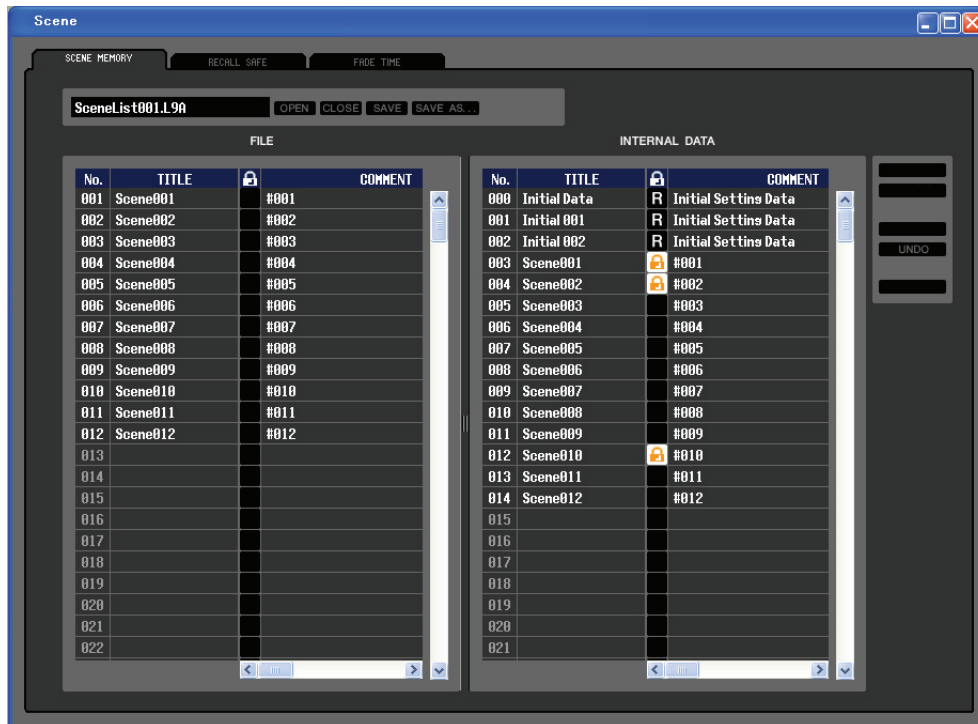 Scene
SCENE MEMORY RECALL SAFE FADE TIME
SceneList001.L9A OPEN CLOSE SAVE SAVE AS...
FILE
No. TITLE COMMENT
001 Scene001 #001
002 Scene002 #002
003 Scene003 #003
004 Scene004 #004
005 Scene005 #005
006 Scene006 #006
007 Scene007 #007
008 Scene008 #008
009 Scene009 #009
010 Scene010 #010
011 Scene011 #011
012 Scene012 #012
013
014
015
016
017
018
019
020
021
022
INTERNAL DATA
No. TITLE COMMENT
000 Initial Data R Initial Setting Data
001 Initial 001 R Initial Setting Data
002 Initial 002 R Initial Setting Data
003 Scene001 #001
004 Scene002 #002
005 Scene003 #003
006 Scene004 #004
007 Scene005 #005
008 Scene006 #006
009 Scene007 #007
010 Scene008 #008
011 Scene009 #009
012 Scene010 #010
013 Scene011 #011
014 Scene012 #012
015
016
017
018
019
020
021
UNDO